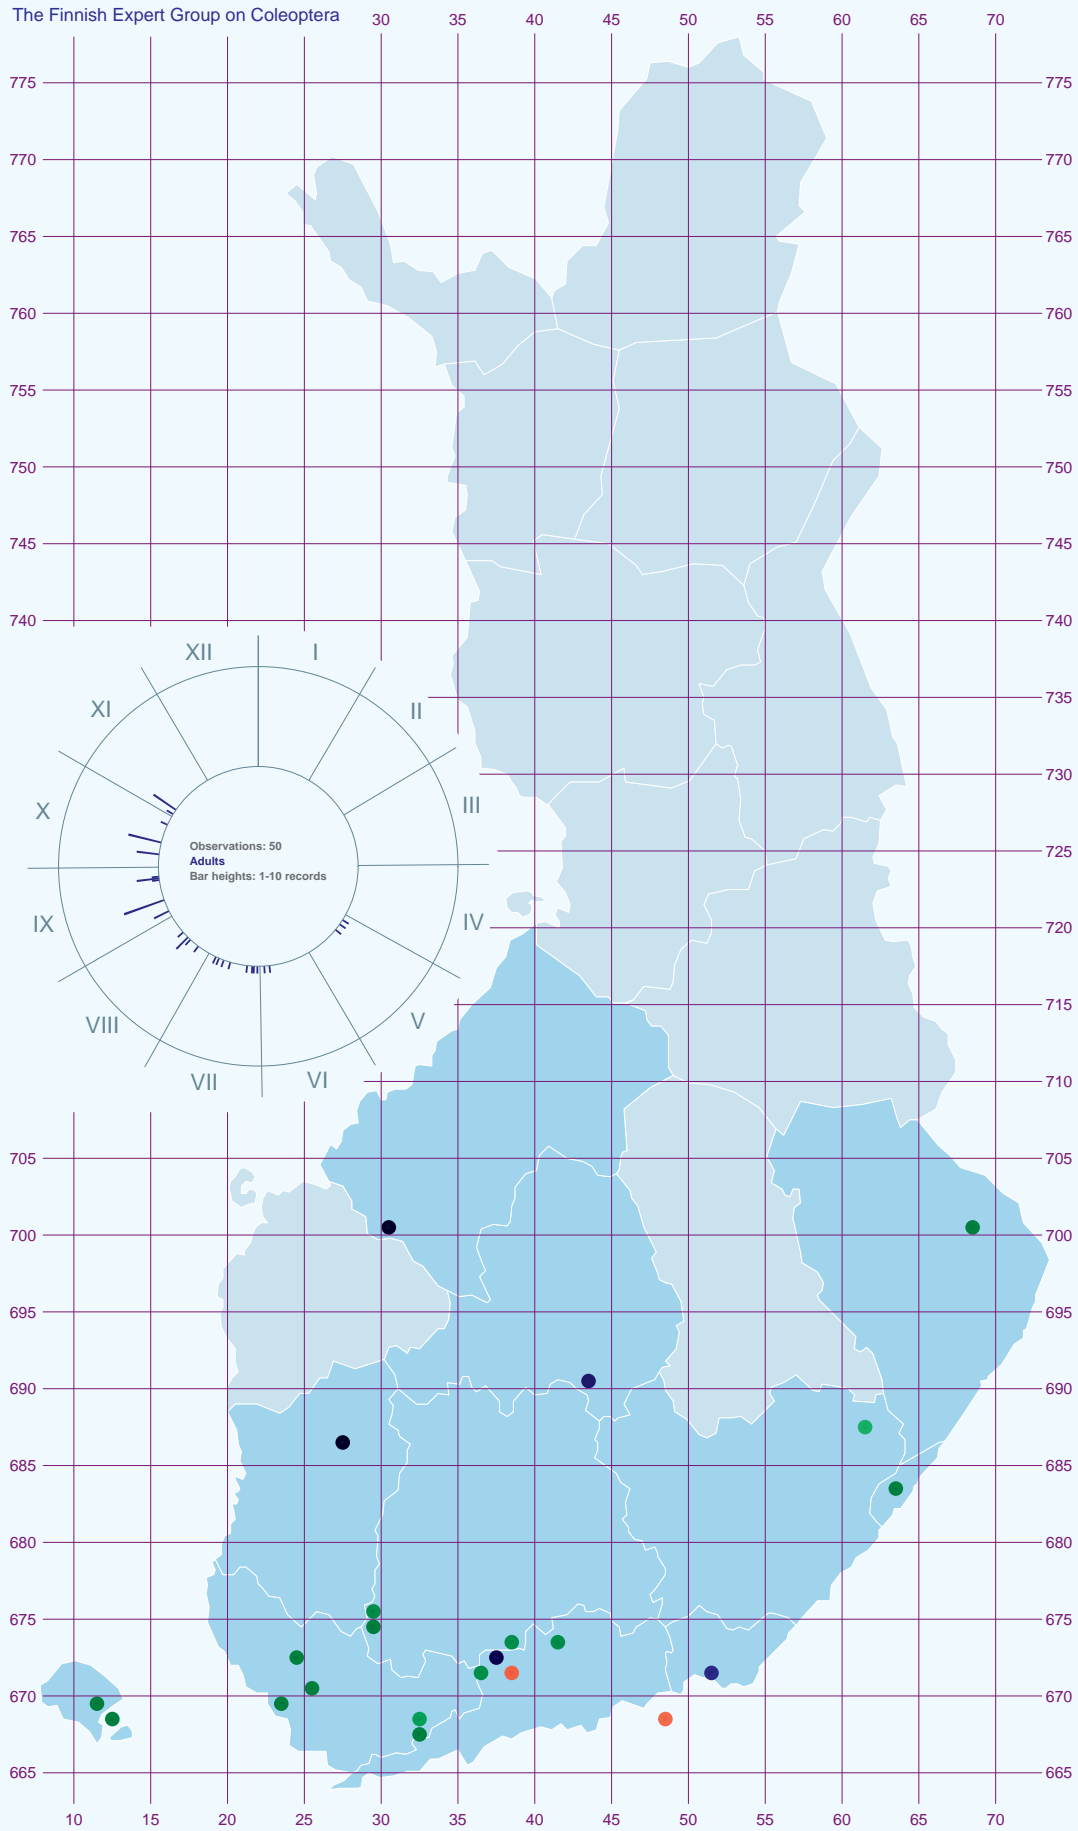 The Finnish Expert Group on Coleoptera 30 35 40 45 50 55 60 65 70
775 775
770 770
765 765
760 760
755 755
750 750
745 745
740 740
XII I
735
XI II
730
X III
Observations: 50
725
Adults
Bar heights: 1-10 records
IX IV 720
715
VIII V
VII VI 710
705 705
700 700
695 695
690 690
685 685
680 680
675 675
670 670
665 665
10 15 20 25 30 35 40 45 50 55 60 65 70